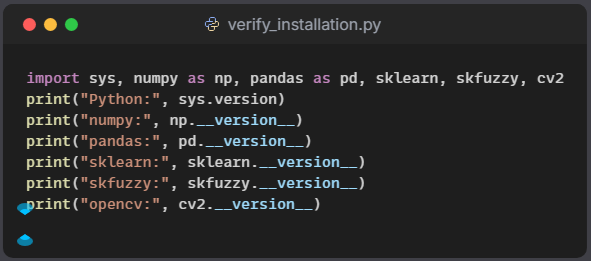 verify_installation.py
import sys, numpy as np, pandas as pd, sklearn, skfuzzy, cv2
print("Python:", sys.version)
print("numpy:", np.__version__)
print("pandas:", pd.__version__)
print("sklearn:", sklearn.__version__)
print("skfuzzy:", skfuzzy.__version__)
print("opencv:", cv2.__version__)